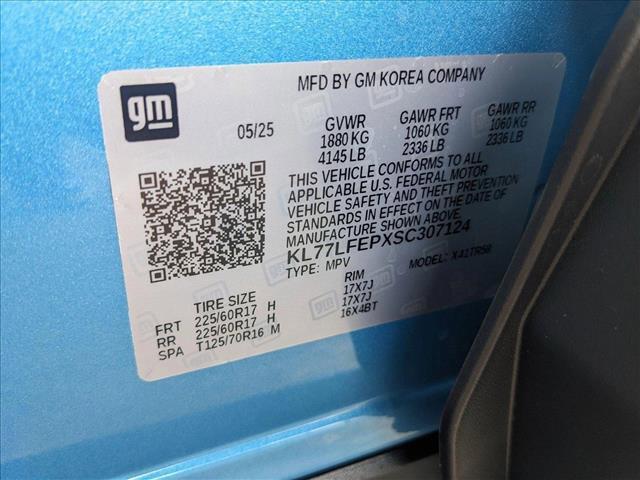 gm
MFD BY GM KOREA COMPANY
05/25
GVWR
1880 KG
4145 LB
GAWR FRT
1060 KG
2336 LB
GAWR RR
1060 KG
2336 LB
THIS VEHICLE CONFORMS TO ALL
APPLICABLE U.S. FEDERAL MOTOR
VEHICLE SAFETY AND THEFT PREVENTION
STANDARDS IN EFFECT ON THE DATE OF
MANUFACTURE SHOWN ABOVE.
KL77LFEPXSC307124
TYPE: MPV
MODEL: X41TR58
TIRE SIZE
RIM
FRT 225/60R17 H 17X7J
RR 225/60R17 H 17X7J
SPA T125/70R16 M 16X4BT